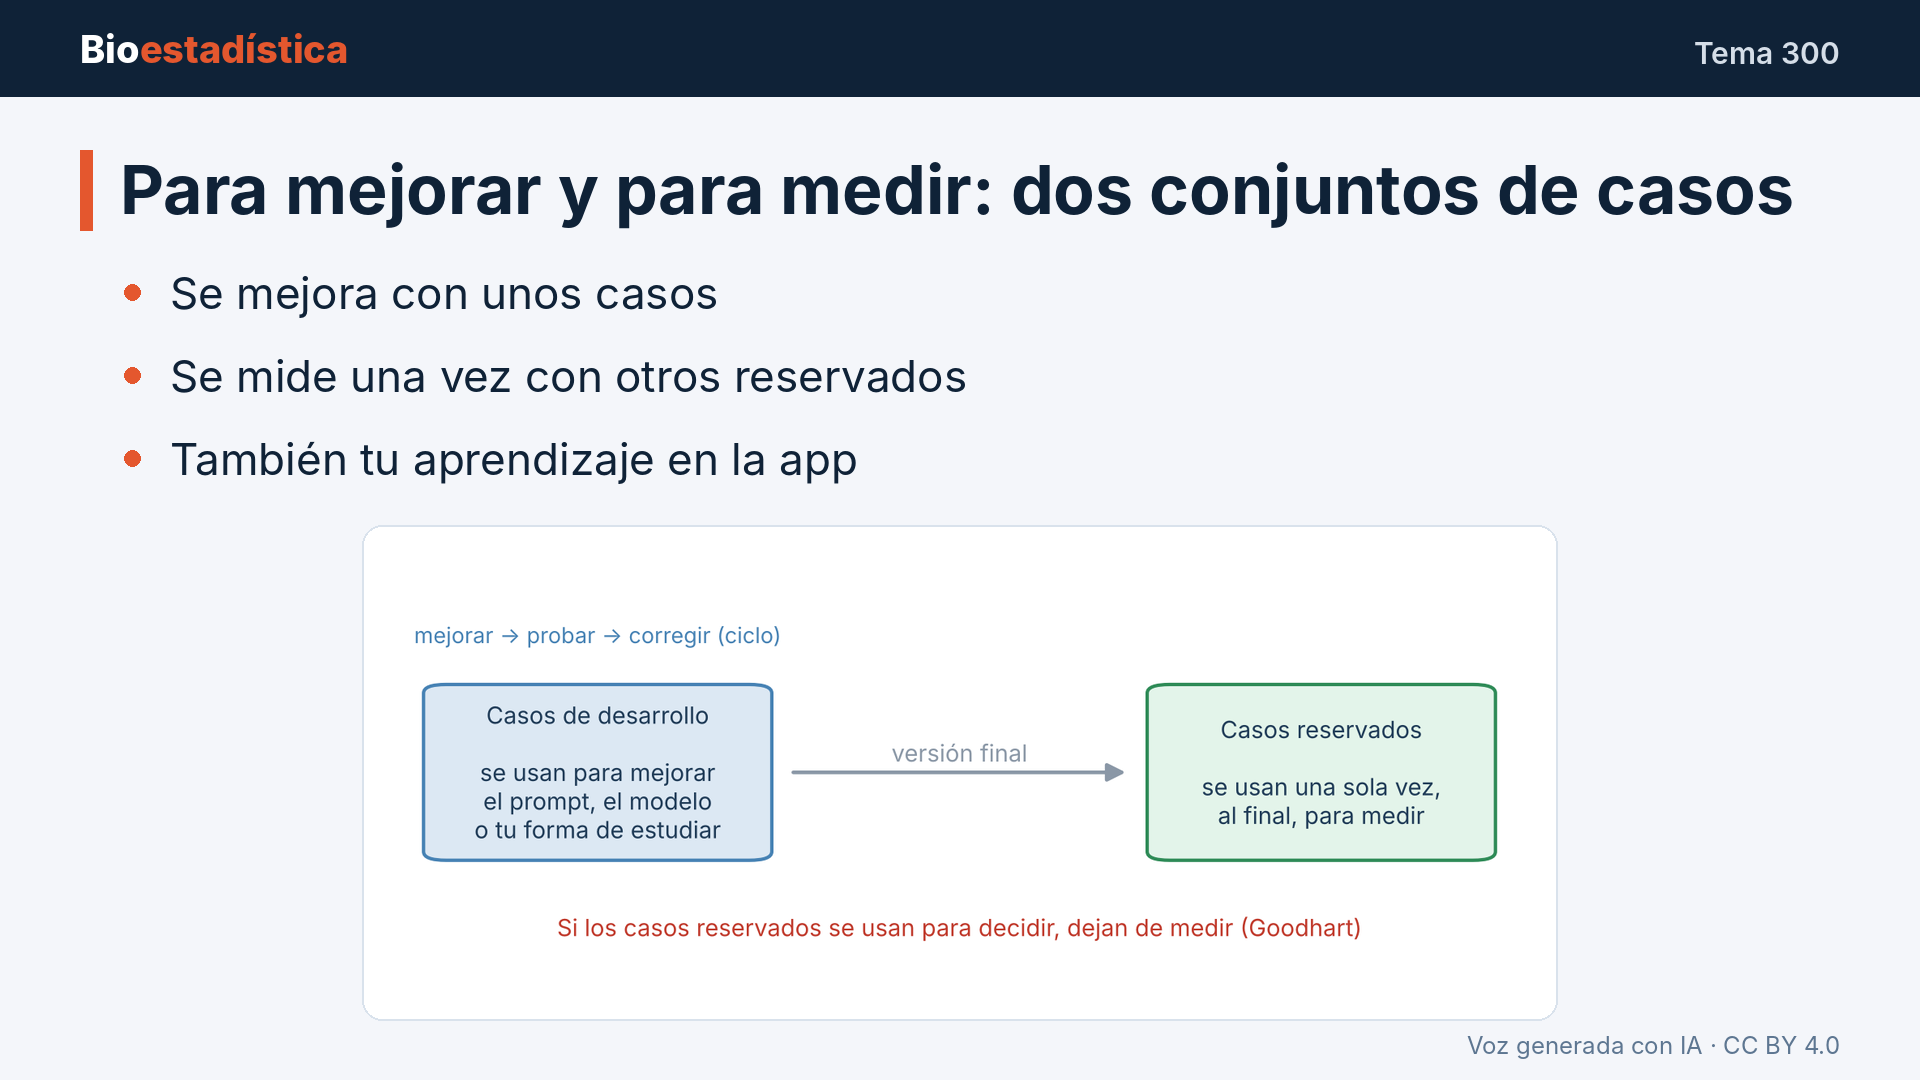 Bioestadística
Tema 300
Para mejorar y para medir: dos conjuntos de casos
• Se mejora con unos casos
• Se mide una vez con otros reservados
• También tu aprendizaje en la app
mejorar → probar → corregir (ciclo)
Casos de desarrollo
se usan para mejorar
el prompt, el modelo
o tu forma de estudiar
versión final
Casos reservados
se usan una sola vez,
al final, para medir
Si los casos reservados se usan para decidir, dejan de medir (Goodhart)
Voz generada con IA · CC BY 4.0